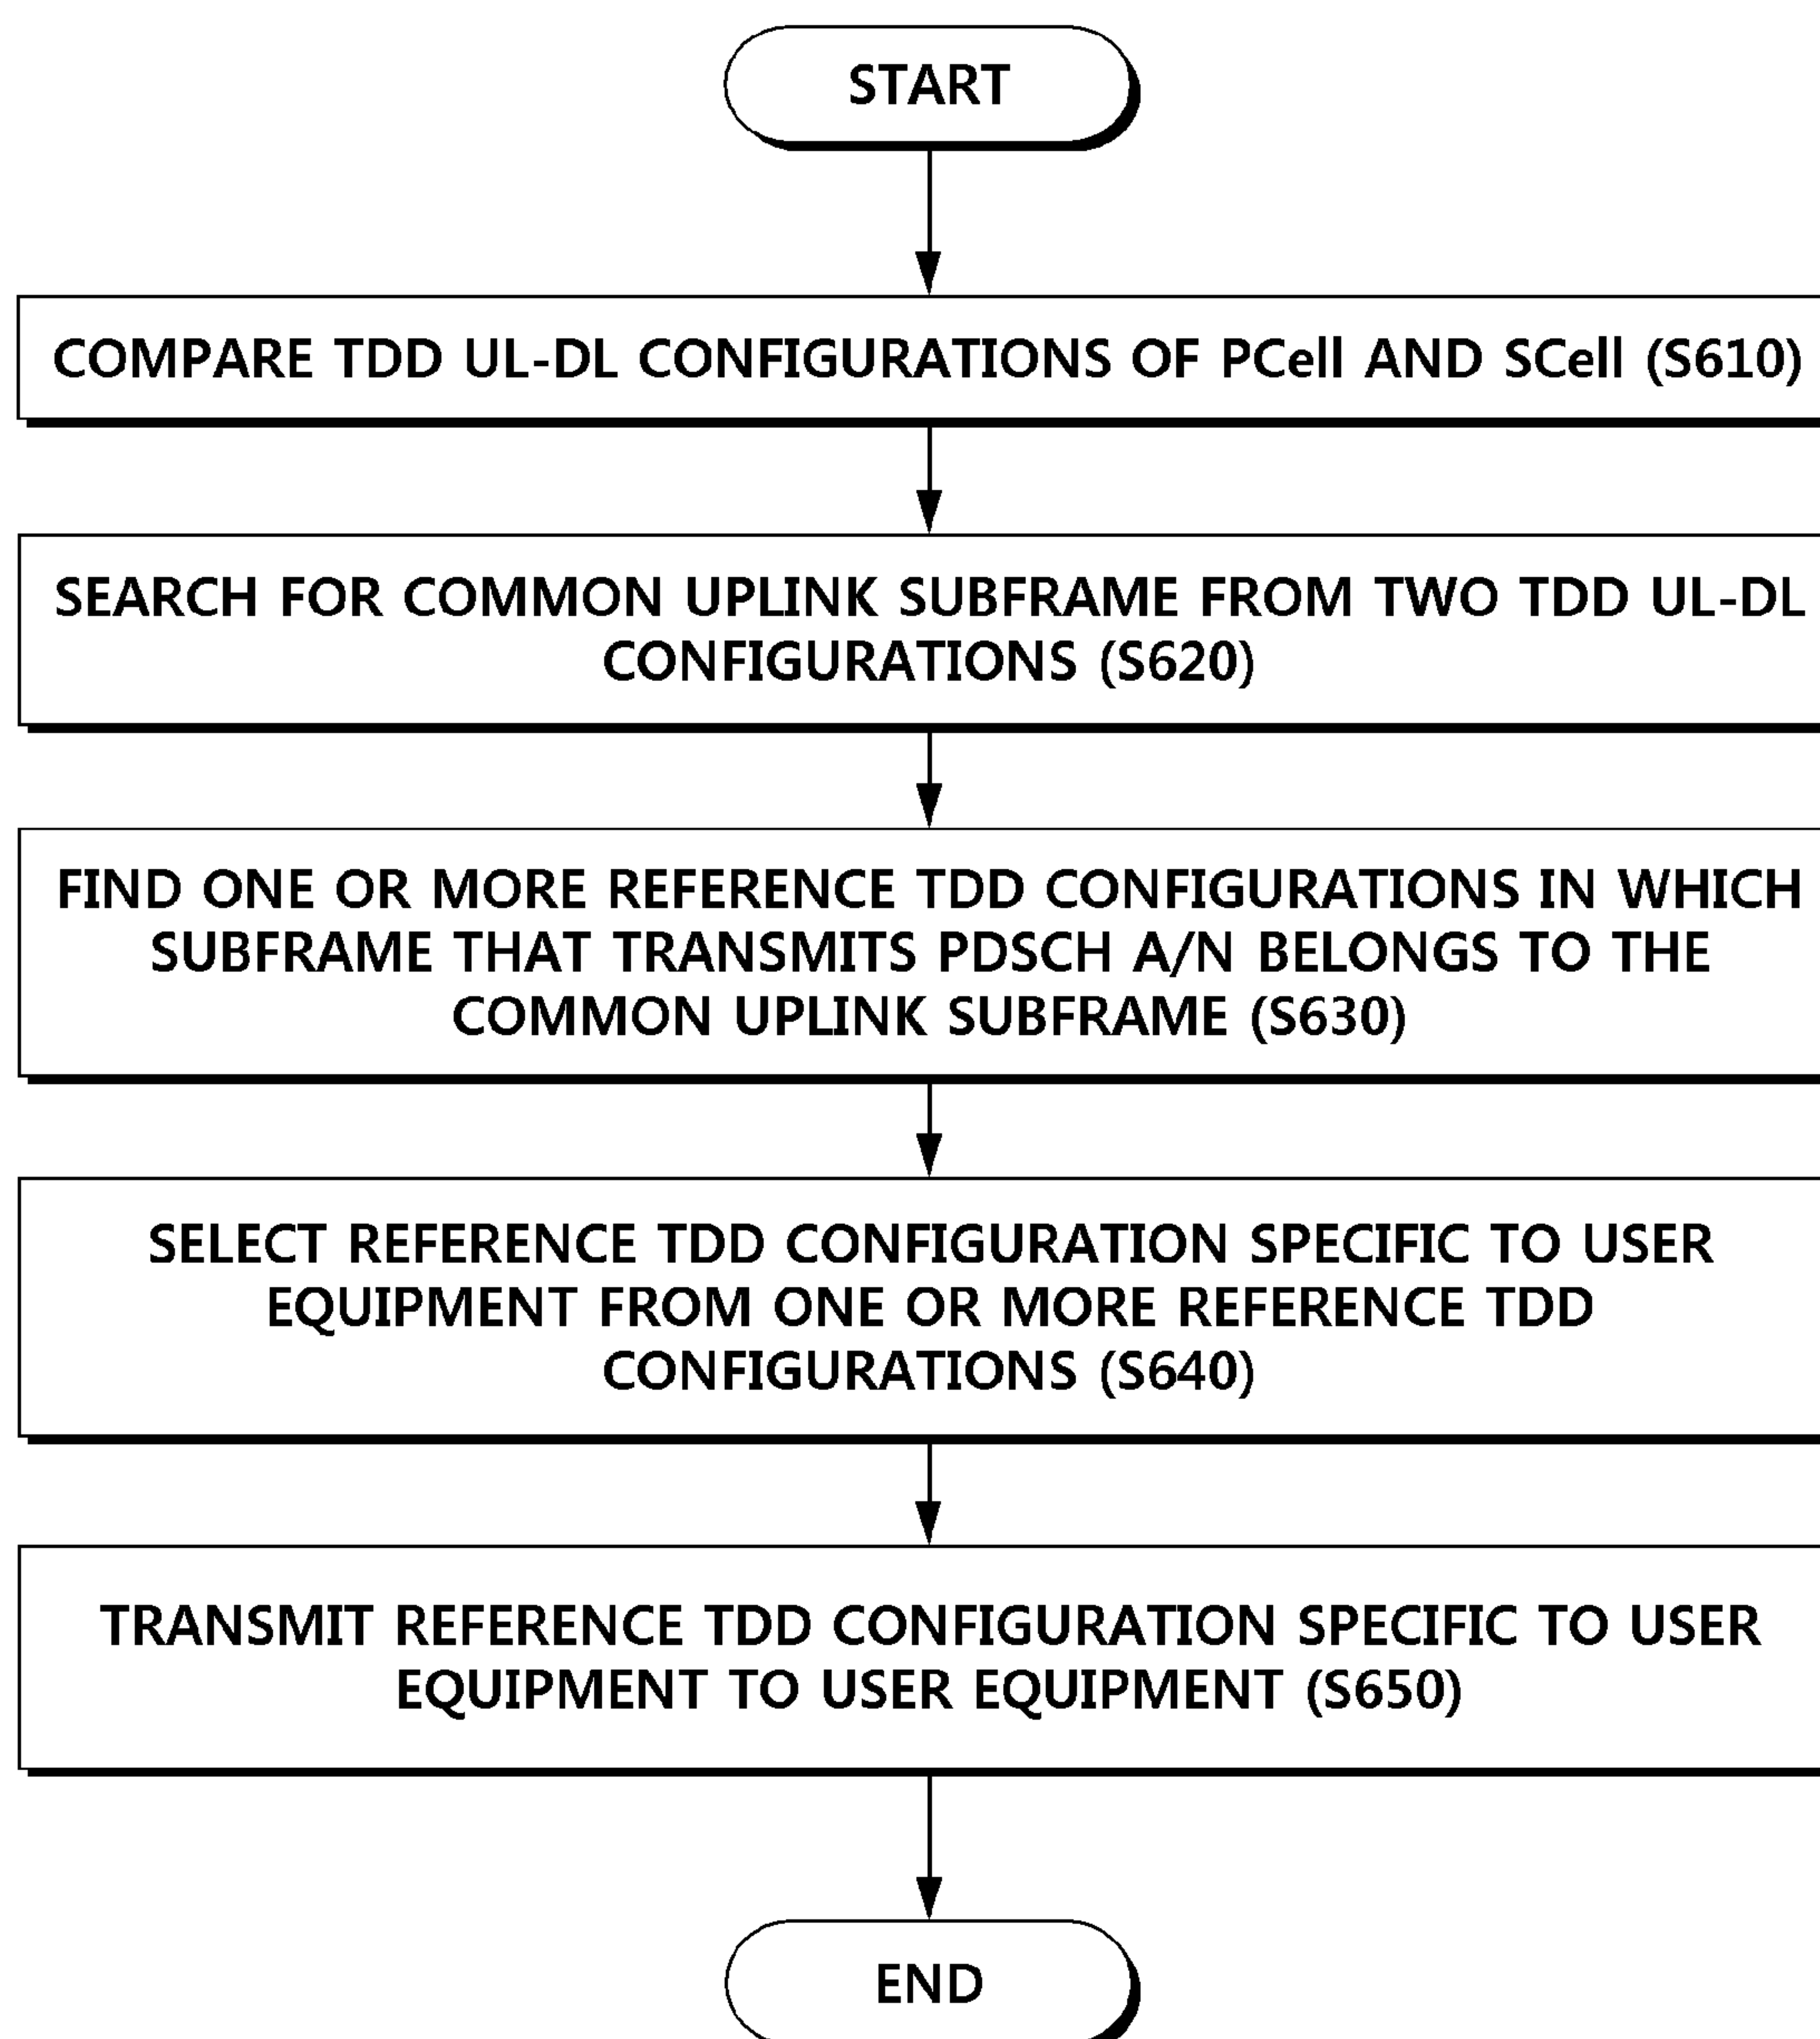 START
COMPARE TDD UL-DL CONFIGURATIONS OF PCell AND SCell (S610)
SEARCH FOR COMMON UPLINK SUBFRAME FROM TWO TDD UL-DL
CONFIGURATIONS (S620)
FIND ONE OR MORE REFERENCE TDD CONFIGURATIONS IN WHICH
SUBFRAME THAT TRANSMITS PDSCH A/N BELONGS TO THE
COMMON UPLINK SUBFRAME (S630)
SELECT REFERENCE TDD CONFIGURATION SPECIFIC TO USER
EQUIPMENT FROM ONE OR MORE REFERENCE TDD
CONFIGURATIONS (S640)
TRANSMIT REFERENCE TDD CONFIGURATION SPECIFIC TO USER
EQUIPMENT TO USER EQUIPMENT (S650)
END